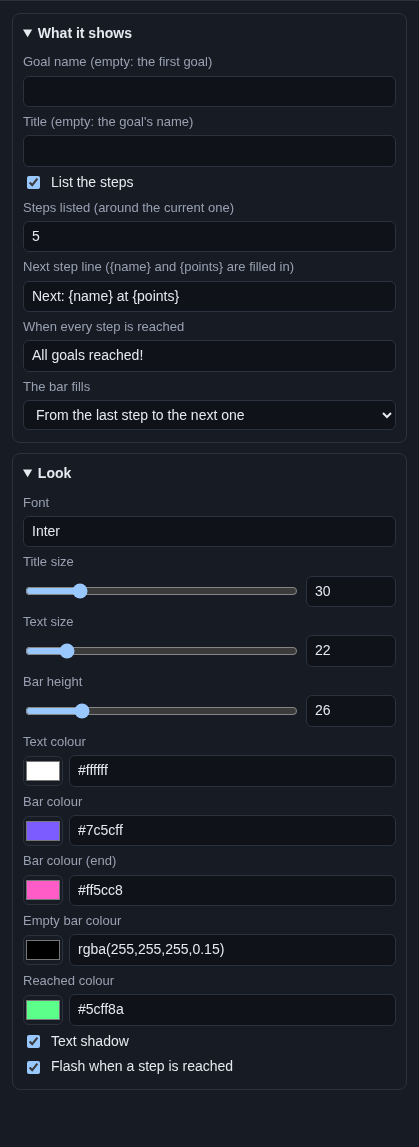 What it shows
Goal name (empty: the first goal)
Title (empty: the goal's name)
List the steps
Steps listed (around the current one)
5
Next step line ({name} and {points} are filled in)
Next: {name} at {points}
When every step is reached
All goals reached!
The bar fills
From the last step to the next one
Look
Font
Inter
Title size
30
Text size
22
Bar height
26
Text colour
#ffffff
Bar colour
#7c5cff
Bar colour (end)
#ff5cc8
Empty bar colour
rgba(255,255,255,0.15)
Reached colour
#5cff8a
Text shadow
Flash when a step is reached